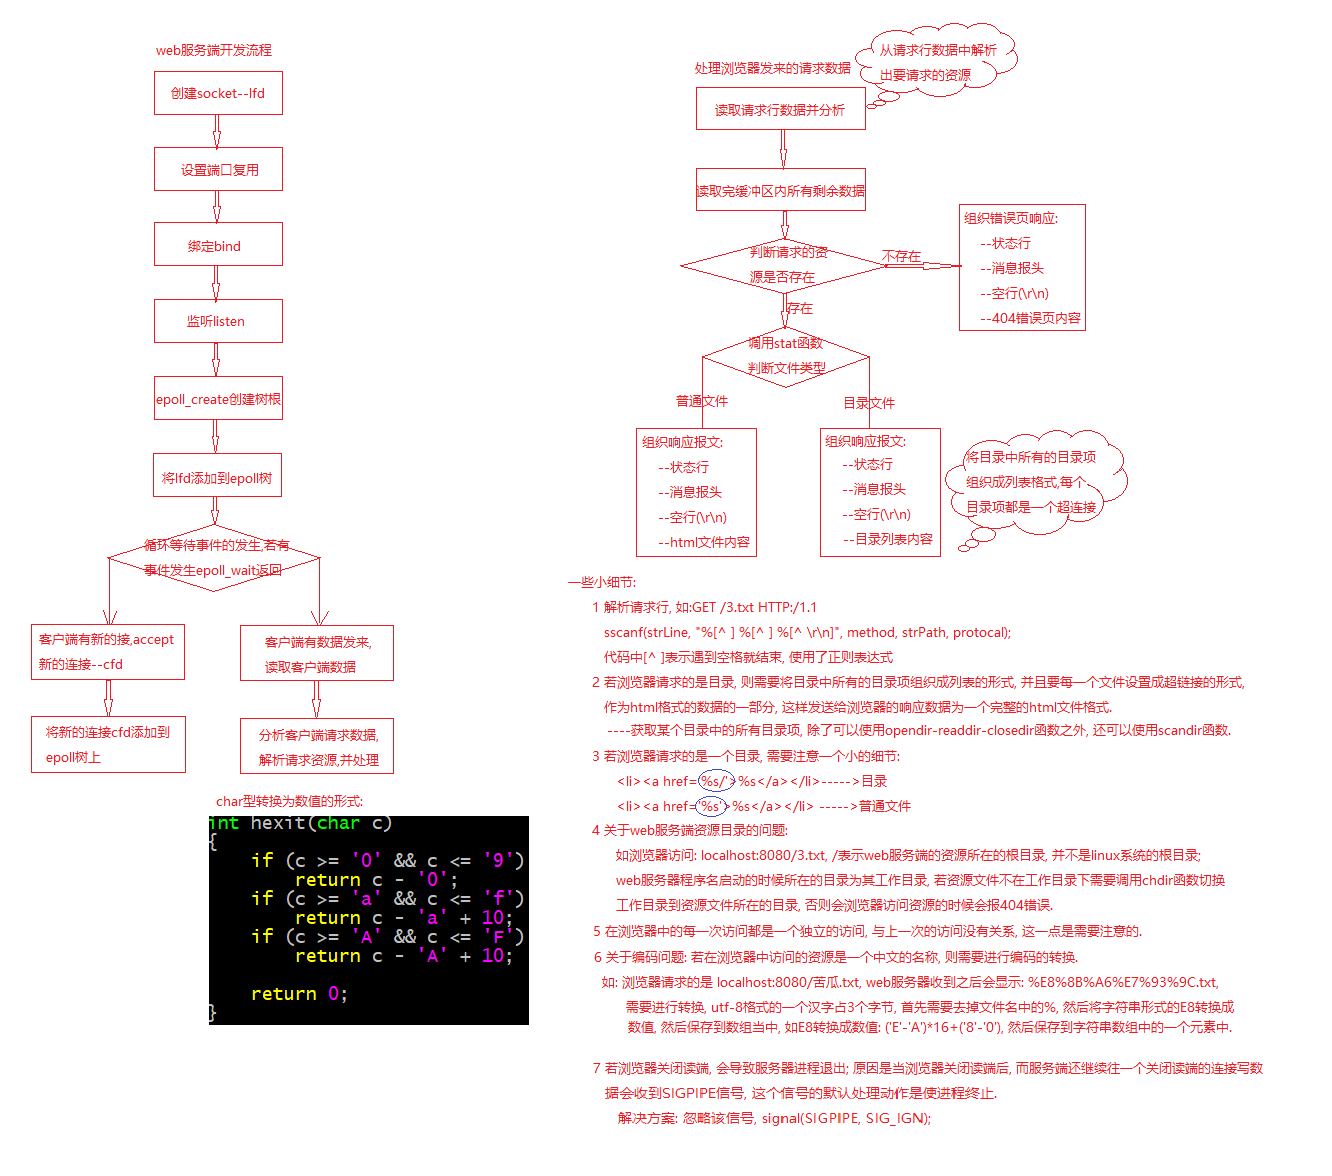 web服务端开发流程
创建socket--lfd
设置端口复用
绑定bind
监听listen
epoll_create创建树根
将lfd添加到epoll树
循环等待事件的发生,若有
事件发生epoll_wait返回
客户端有新的接,accept
新的连接--cfd
将新的连接cfd添加到
epoll树上
客户端有数据发来,
读取客户端数据
分析客户端请求数据,
解析请求资源,并处理
char型转换为数值的形式:
int hexit(char c)
{
    if (c >= '0' && c <= '9')
        return c - '0';
    if (c >= 'a' && c <= 'f')
        return c - 'a' + 10;
    if (c >= 'A' && c <= 'F')
        return c - 'A' + 10;
    return 0;
}
处理浏览器发来的请求数据
从请求行数据中解析
出要请求的资源
读取请求行数据并分析
读取完缓冲区内所有剩余数据
判断请求的资
源是否存在
不存在
组织错误页响应:
--状态行
--消息报头
--空行(\r\n)
--404错误页内容
存在
调用stat函数
判断文件类型
普通文件
目录文件
组织响应报文:
--状态行
--消息报头
--空行(\r\n)
--html文件内容
组织响应报文:
--状态行
--消息报头
--空行(\r\n)
--目录列表内容
将目录中所有的目录项
组织成列表格式,每个
目录项都是一个超连接
一些小细节:
1 解析请求行, 如:GET /3.txt HTTP:/1.1
sscanf(strLine, "%[^ ] %[^ ] %[^ \r\n]", method, strPath, protocal);
代码中[^ ]表示遇到空格就结束, 使用了正则表达式
2 若浏览器请求的是目录, 则需要将目录中所有的目录项组织成列表的形式, 并且要每一个文件设置成超链接的形式,
作为html格式的数据的一部分, 这样发送给浏览器的响应数据为一个完整的html文件格式.
----获取某个目录中的所有目录项, 除了可以使用opendir-readdir-closedir函数之外, 还可以使用scandir函数.
3 若浏览器请求的是一个目录, 需要注意一个小的细节:
<li><a href=%s/'>%s</a></li>----->目录
<li><a href='%s'>%s</a></li> ----->普通文件
4 关于web服务端资源目录的问题:
如浏览器访问: localhost:8080/3.txt, /表示web服务端的资源所在的根目录, 并不是linux系统的根目录;
web服务器程序名启动的时候所在的目录为其工作目录, 若资源文件不在工作目录下需要调用chdir函数切换
工作目录到资源文件所在的目录, 否则会浏览器访问资源的时候会报404错误.
5 在浏览器中的每一次访问都是一个独立的访问, 与上一次的访问没有关系, 这一点是需要注意的.
6 关于编码问题: 若在浏览器中访问的资源是一个中文的名称, 则需要进行编码的转换.
如: 浏览器请求的是 localhost:8080/苦瓜.txt, web服务器收到之后会显示: %E8%8B%A6%E7%93%9C.txt,
需要进行转换, utf-8格式的一个汉字占3个字节, 首先需要去掉文件名中的%, 然后将字符串形式的E8转换成
数值, 然后保存到数组当中, 如E8转换成数值: ('E'-'A')*16+('8'-'0'), 然后保存到字符串数组中的一个元素中.
7 若浏览器关闭读端, 会导致服务器进程退出; 原因是当浏览器关闭读端后, 而服务端还继续往一个关闭读端的连接写数
据会收到SIGPIPE信号, 这个信号的默认处理动作是使进程终止.
解决方案: 忽略该信号, signal(SIGPIPE, SIG_IGN);